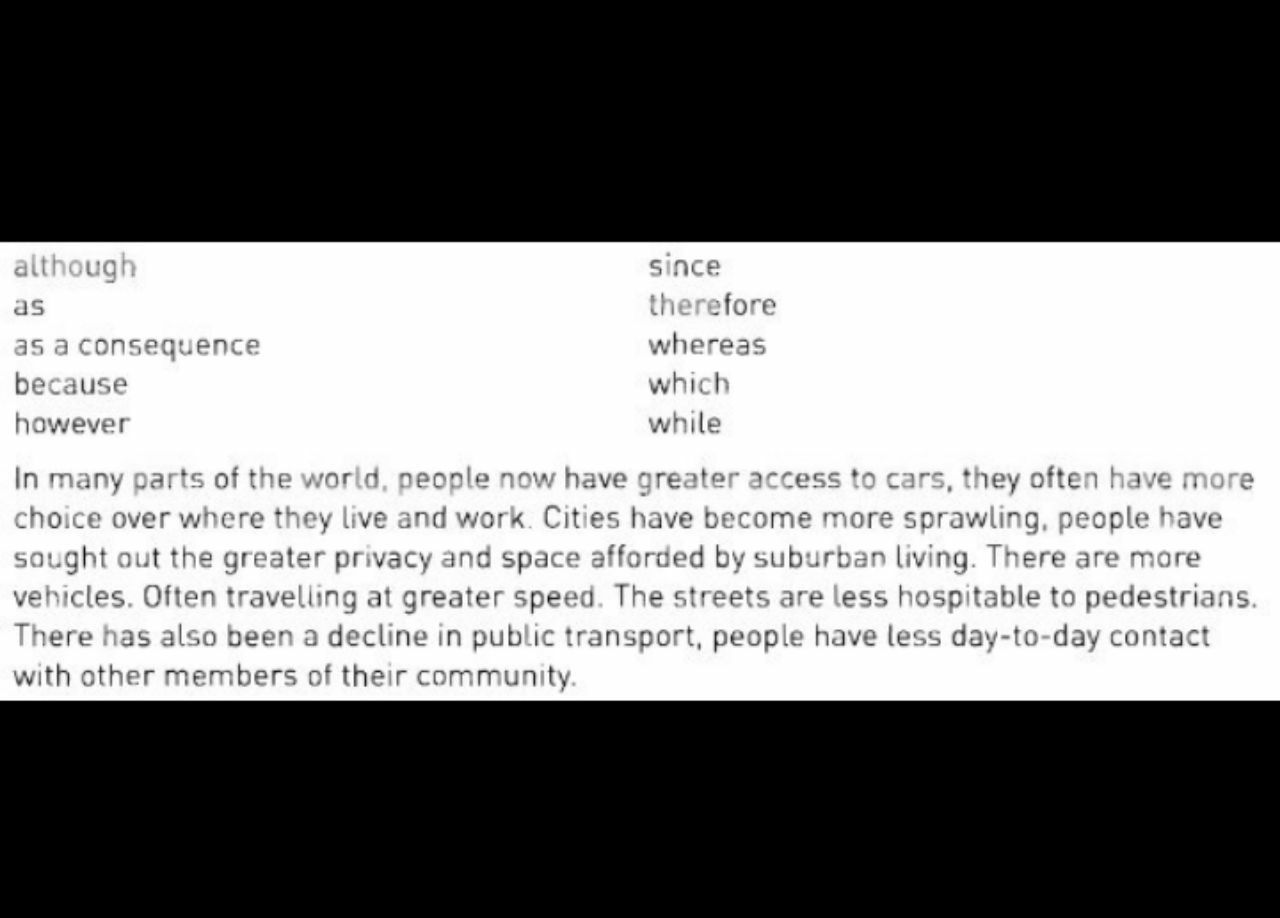 although
as
as a consequence
because
however
since
therefore
whereas
which
while
In many parts of the world, people now have greater access to cars, they often have more
choice over where they live and work. Cities have become more sprawling, people have
sought out the greater privacy and space afforded by suburban living. There are more
vehicles. Often travelling at greater speed. The streets are less hospitable to pedestrians.
There has also been a decline in public transport, people have less day-to-day contact
with other members of their community.